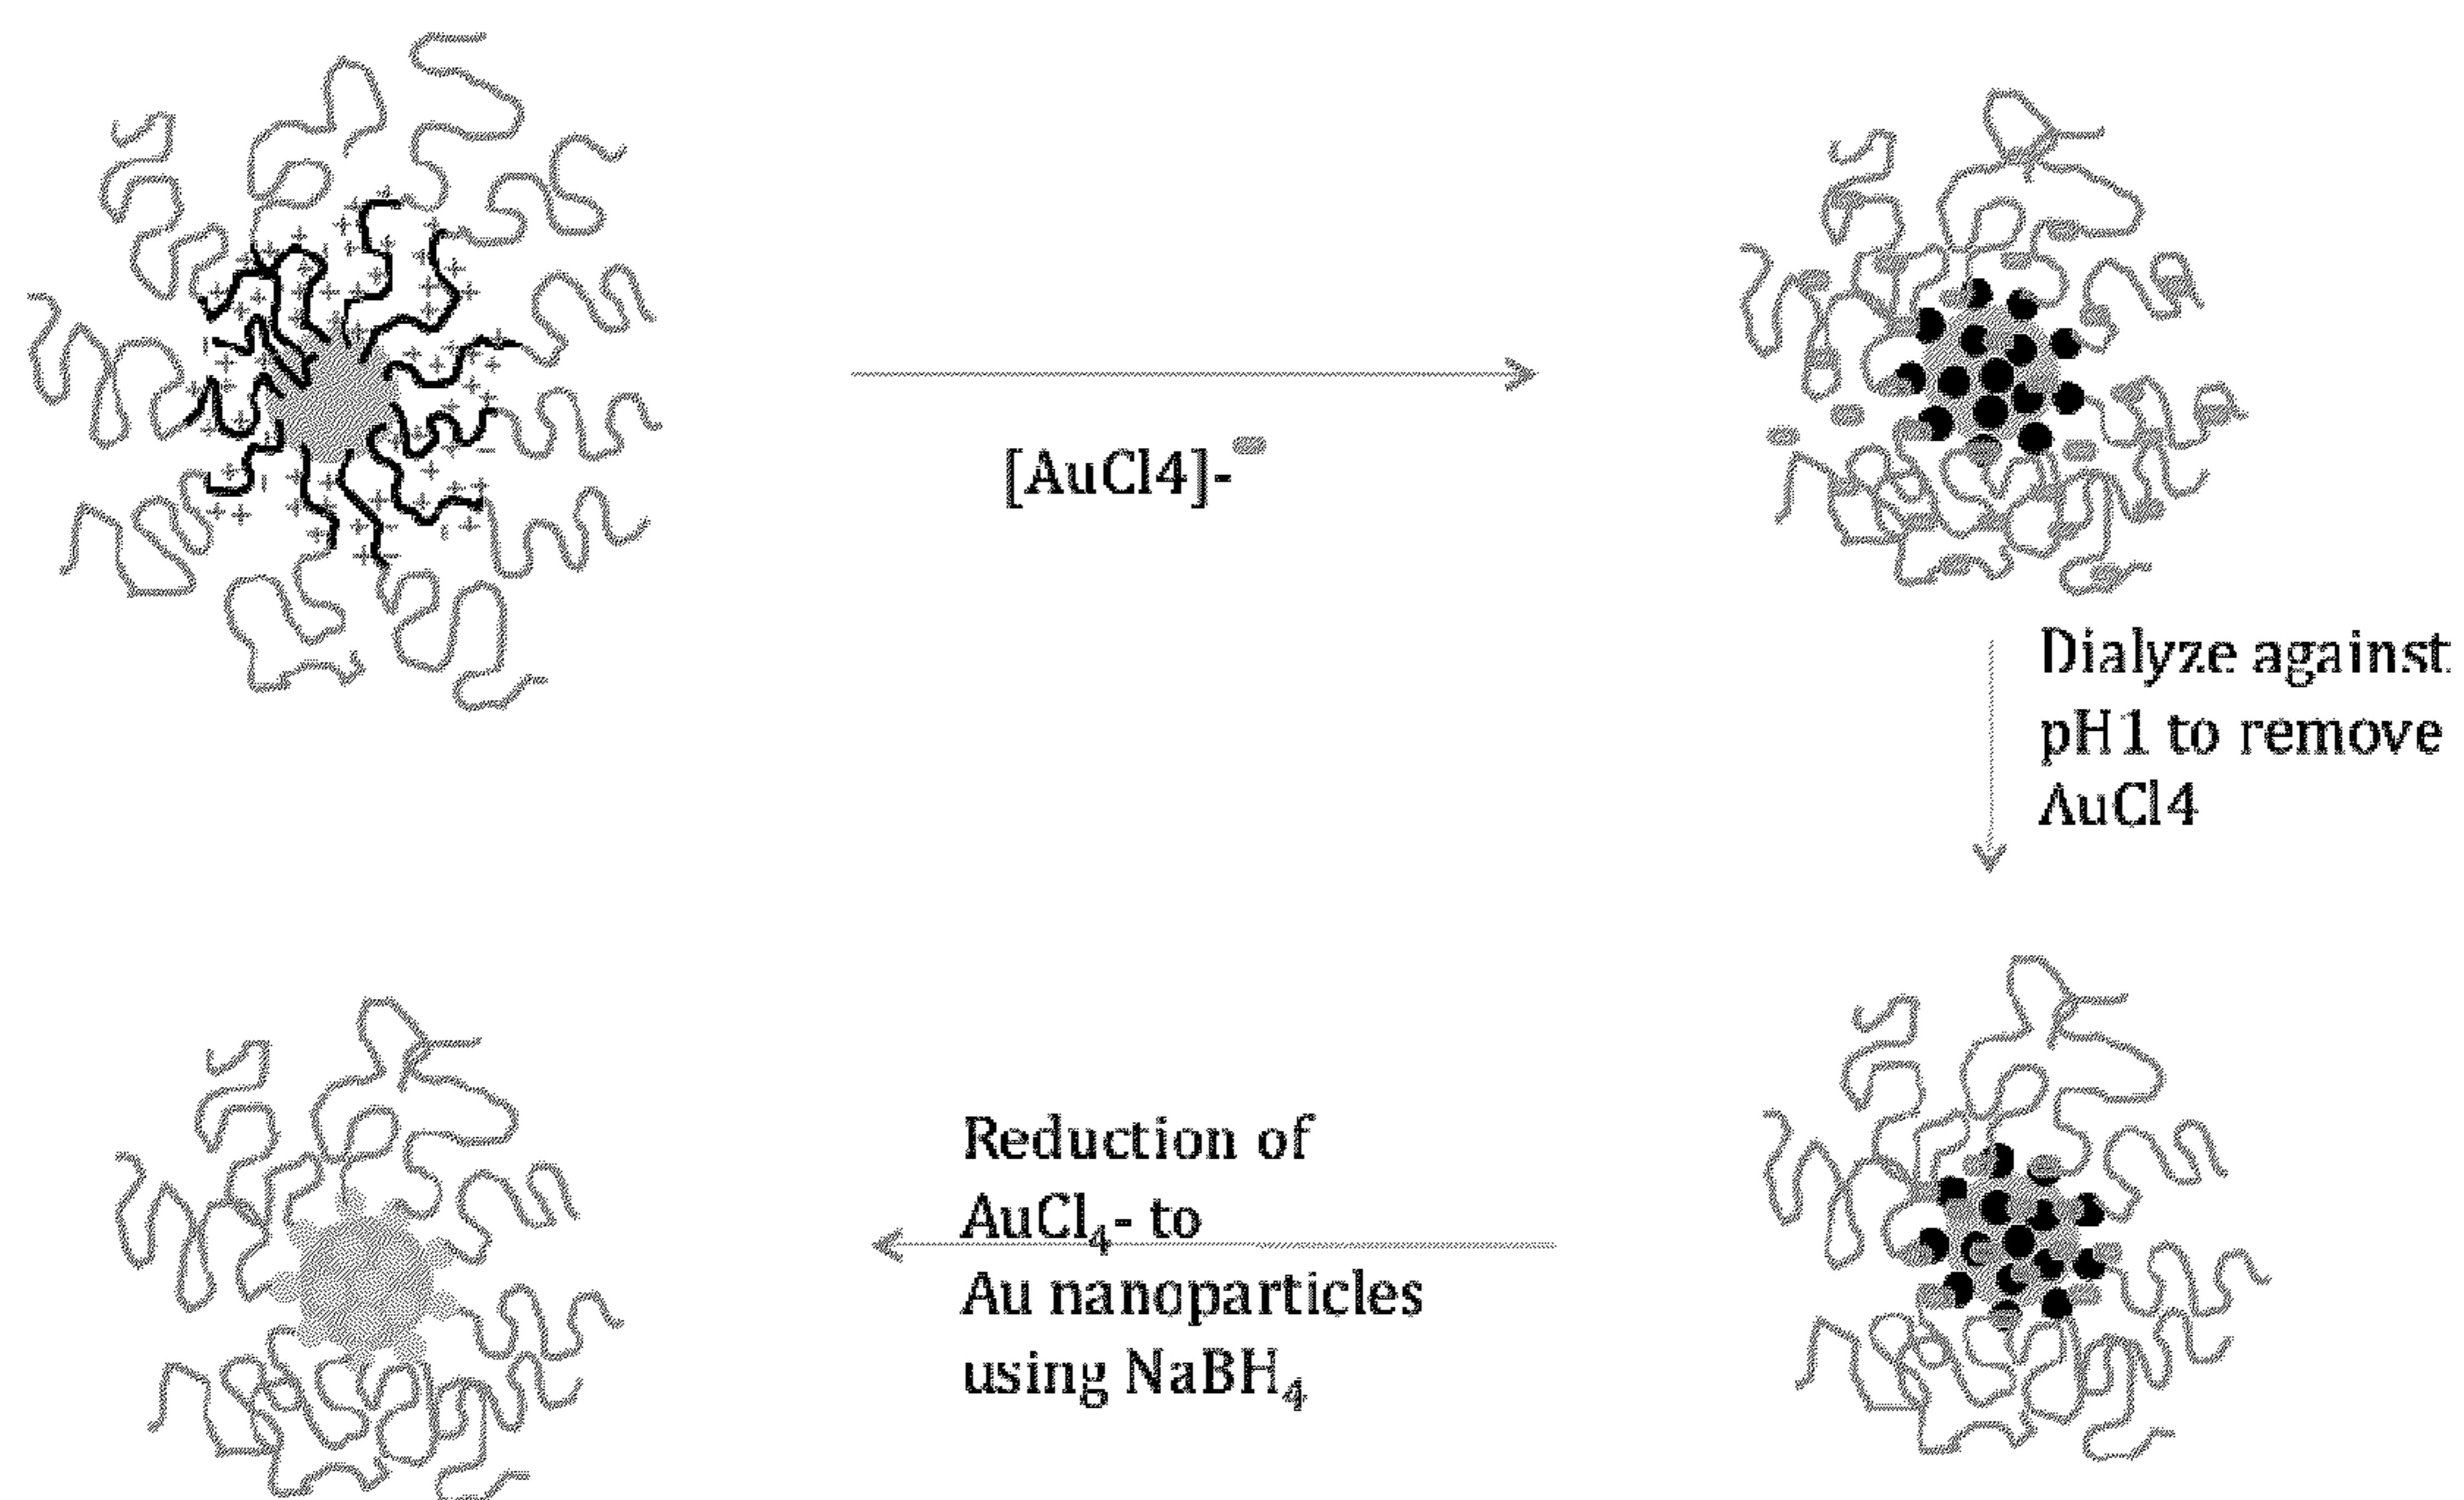 [AuCl4]-
Dialyze against
pH1 to remove
AuCl4
Reduction of
AuCl₄- to
Au nanoparticles
using NaBH₄